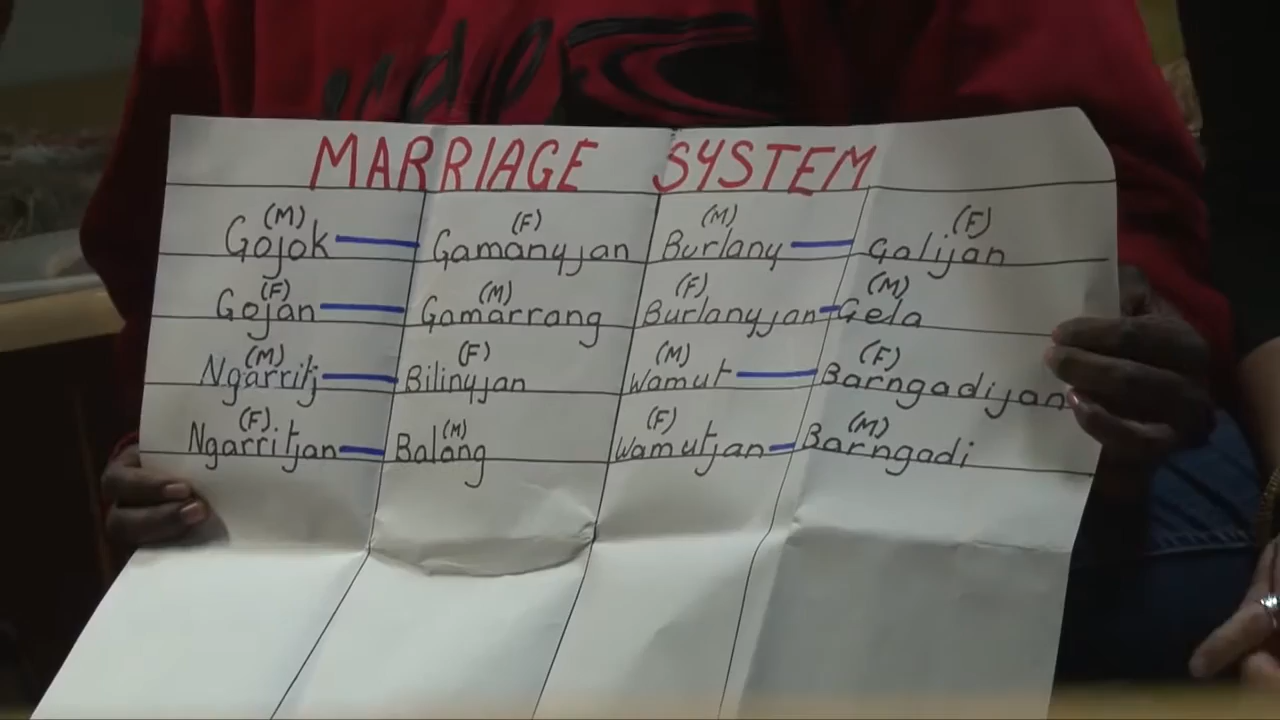 MARRIAGE SYSTEM
(M) (F) (M) (F)
Gojok — Gamanyjan Burlany — Galijan
(F) (M) (F) (M)
Gojan — Gamarrang Burlanyjan — Gela
(M) (F) (M) (F)
Ngarritj — Bilinyjan Wamut — Barngadijan
(F) (M) (F) (M)
Ngarritjan — Balang Wamutjan — Barngadi